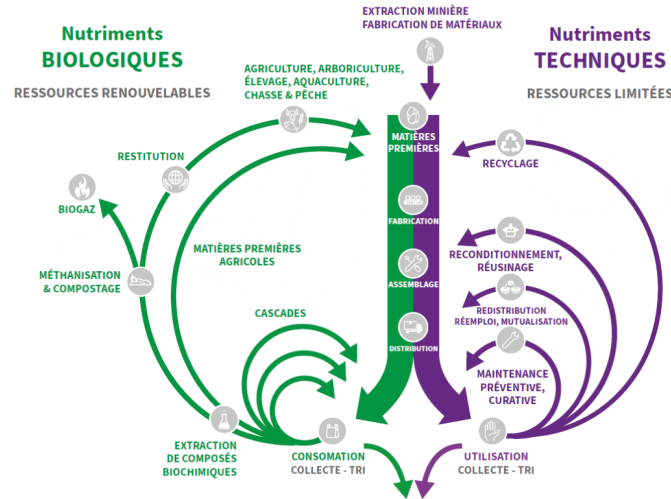 Nutriments
BIOLOGIQUES
RESSOURCES RENOUVELABLES
EXTRACTION MINIÈRE
FABRICATION DE MATÉRIAUX
Nutriments
TECHNIQUES
RESSOURCES LIMITÉES
AGRICULTURE, ARBORICULTURE,
ÉLEVAGE, AQUACULTURE,
CHASSE & PÊCHE
MATIÈRES
PREMIÈRES
RESTITUTION
RECYCLAGE
BIOGAZ
FABRICATION
MATIÈRES PREMIÈRES
AGRICOLES
RECONDITIONNEMENT,
RÉUSINAGE
MÉTHANISATION
& COMPOSTAGE
ASSEMBLAGE
CASCADES
REDISTRIBUTION
RÉEMPLOI, MUTUALISATION
DISTRIBUTION
MAINTENANCE
PRÉVENTIVE,
CURATIVE
EXTRACTION
DE COMPOSÉS
BIOCHIMIQUES
CONSOMATION
COLLECTE - TRI
UTILISATION
COLLECTE - TRI